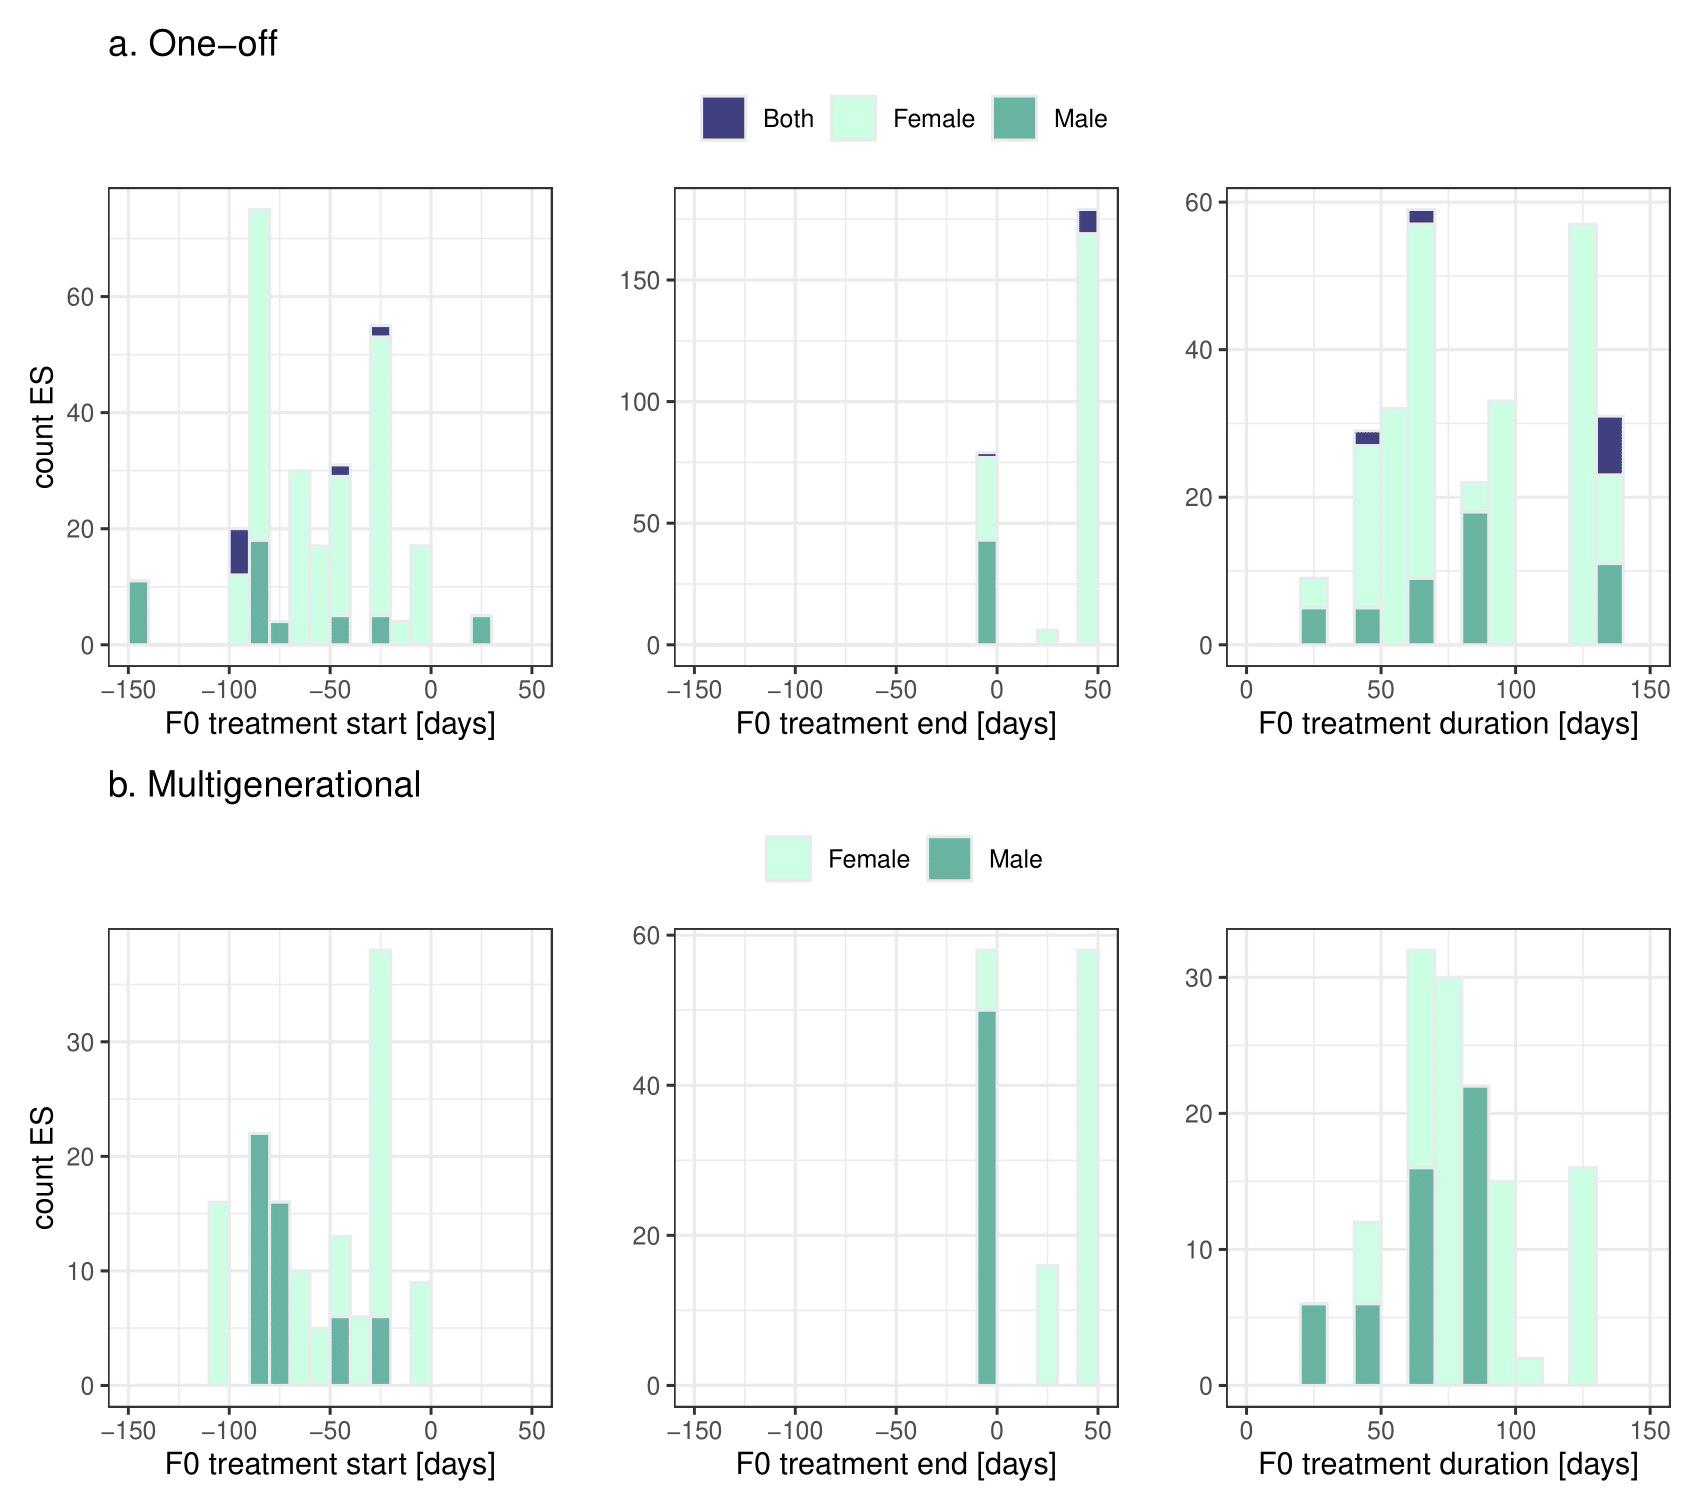 a. One−off
Both Female Male
count ES
0 20 40 60
−150 −100 −50 0 50
F0 treatment start [days]
0 50 100 150
−150 −100 −50 0 50
F0 treatment end [days]
0 20 40 60
0 50 100 150
F0 treatment duration [days]
b. Multigenerational
Female Male
count ES
0 10 20 30
−150 −100 −50 0 50
F0 treatment start [days]
0 20 40 60
−150 −100 −50 0 50
F0 treatment end [days]
0 10 20 30
0 50 100 150
F0 treatment duration [days]